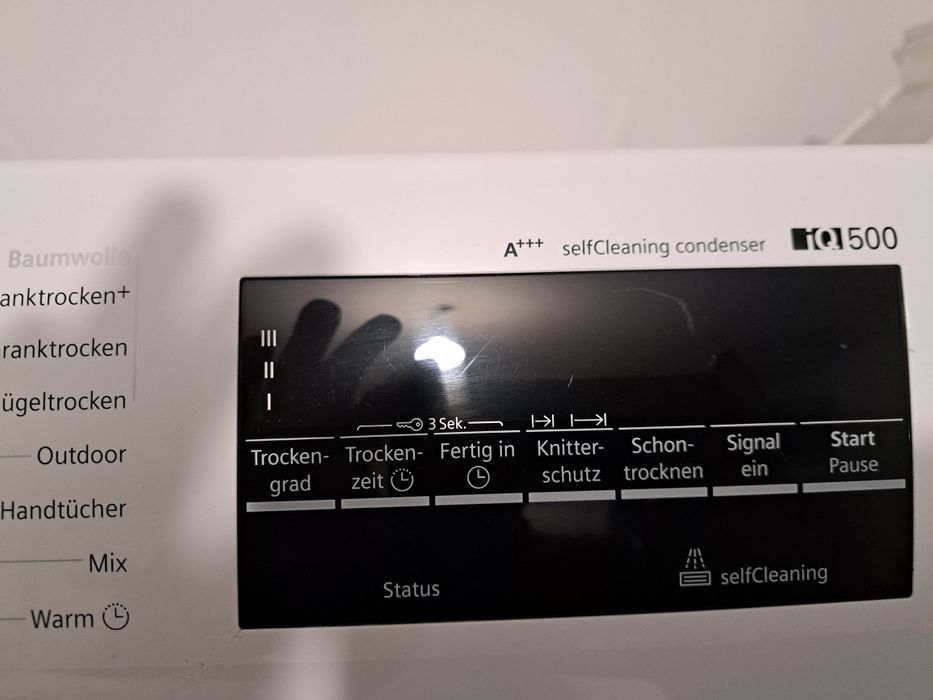 A+++ selfCleaning condenser iQ500
Baumwolle
anktrocken+
ranktrocken
ügeltrocken
Outdoor
Handtücher
Mix
Warm
III
II
I
3 Sek.
Trocken-
grad
Trocken-
zeit
Fertig in
Knitter-
schutz
Schon-
trocknen
Signal
ein
Start
Pause
Status
selfCleaning